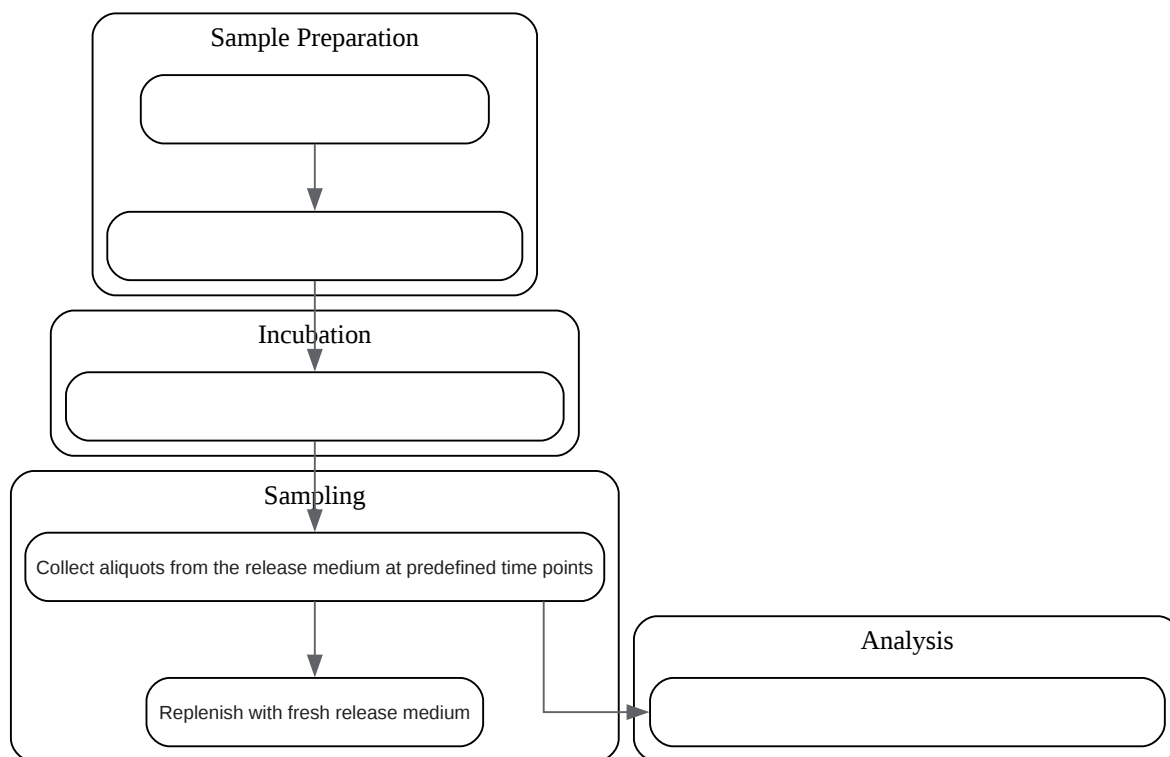 Sample Preparation
Incubation
Sampling
Collect aliquots from the release medium at predefined time points
Replenish with fresh release medium
Analysis